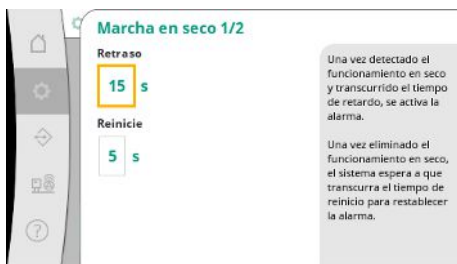 Marcha en seco 1/2
Retraso
15 s
Reinicie
5 s
Una vez detectado el
funcionamiento en seco
y transcurrido el tiempo
de retardo, se activa la
alarma.
Una vez eliminado el
funcionamiento en seco,
el sistema espera a que
transcurra el tiempo de
reinicio para restablecer
la alarma.